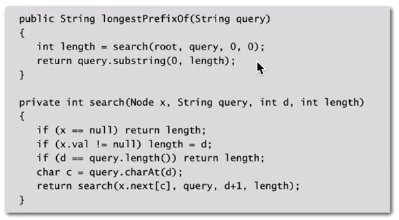 public String longestPrefixOf(String query)
{
int length = search(root, query, 0, 0);
return query.substring(0, length);
}
private int search(Node x, String query, int d, int length)
{
if (x == null) return length;
if (x.val != null) length = d;
if (d == query.length()) return length;
char c = query.charAt(d);
return search(x.next[c], query, d+1, length);
}